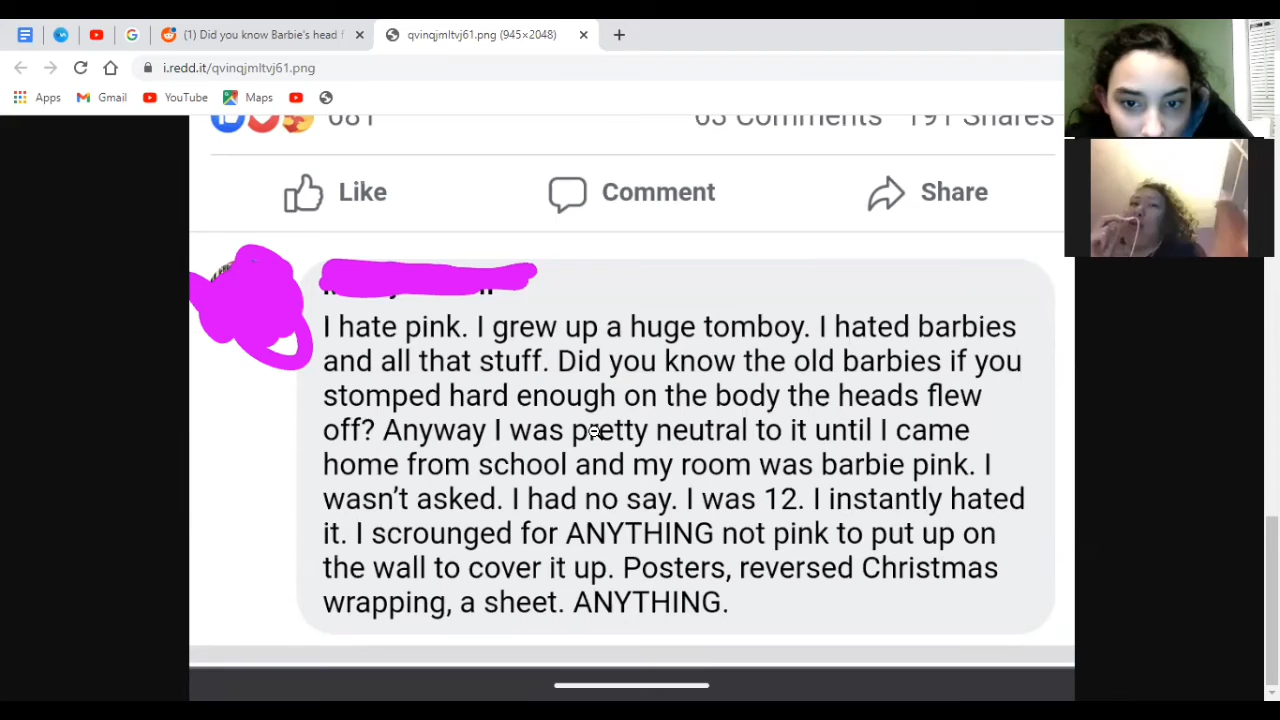 (1) Did you know Barbie's head f
qvinqjmltvj61.png (945×2048)
i.redd.it/qvinqjmltvj61.png
Apps Gmail YouTube Maps
681 63 Comments 191 Shares
Like Comment Share
I hate pink. I grew up a huge tomboy. I hated barbies
and all that stuff. Did you know the old barbies if you
stomped hard enough on the body the heads flew
off? Anyway I was pretty neutral to it until I came
home from school and my room was barbie pink. I
wasn't asked. I had no say. I was 12. I instantly hated
it. I scrounged for ANYTHING not pink to put up on
the wall to cover it up. Posters, reversed Christmas
wrapping, a sheet. ANYTHING.